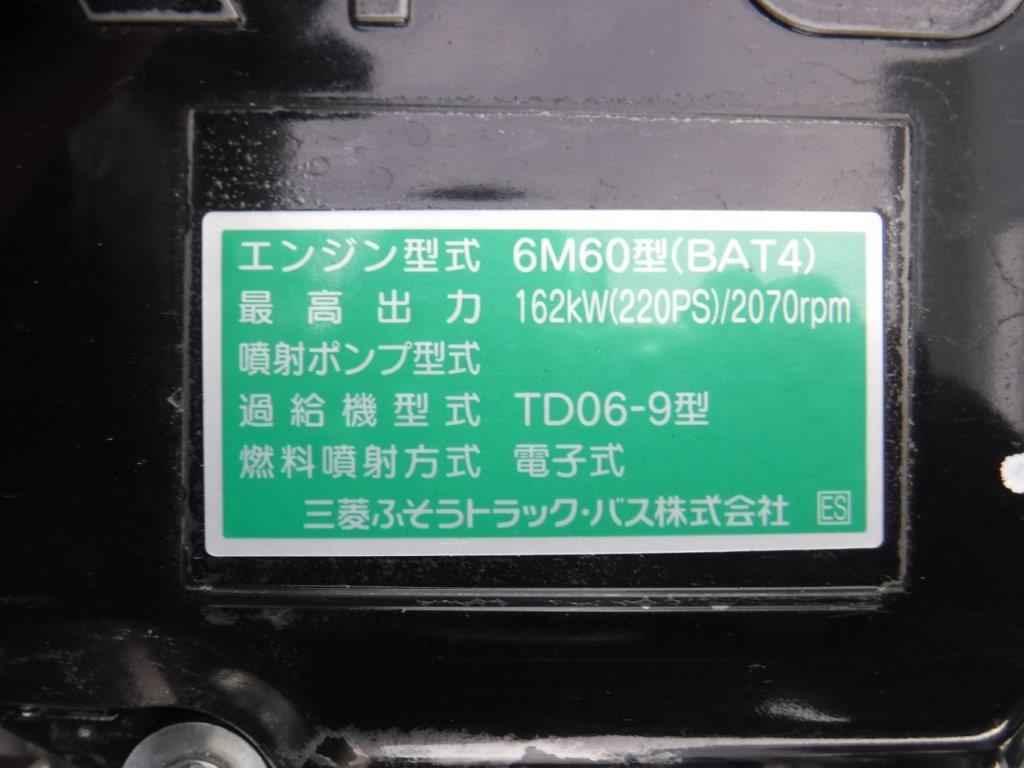 エンジン型式 6M60型(BAT4)
最高出力 162kW(220PS)/2070rpm
噴射ポンプ型式
過給機型式 TD06-9型
燃料噴射方式 電子式
三菱ふそうトラック・バス株式会社 ES